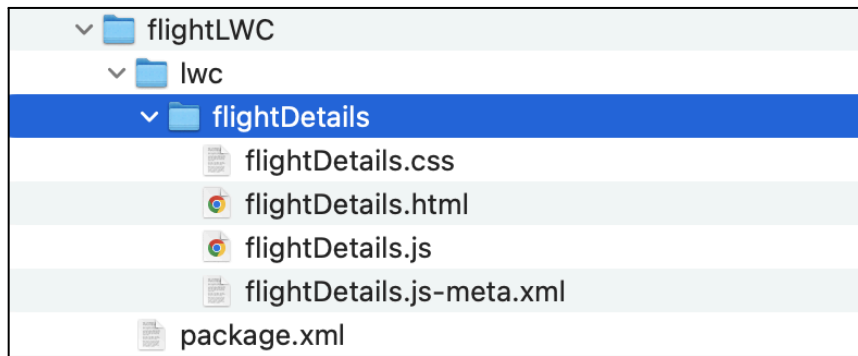 flightLWC
lwc
flightDetails
flightDetails.css
flightDetails.html
flightDetails.js
flightDetails.js-meta.xml
package.xml